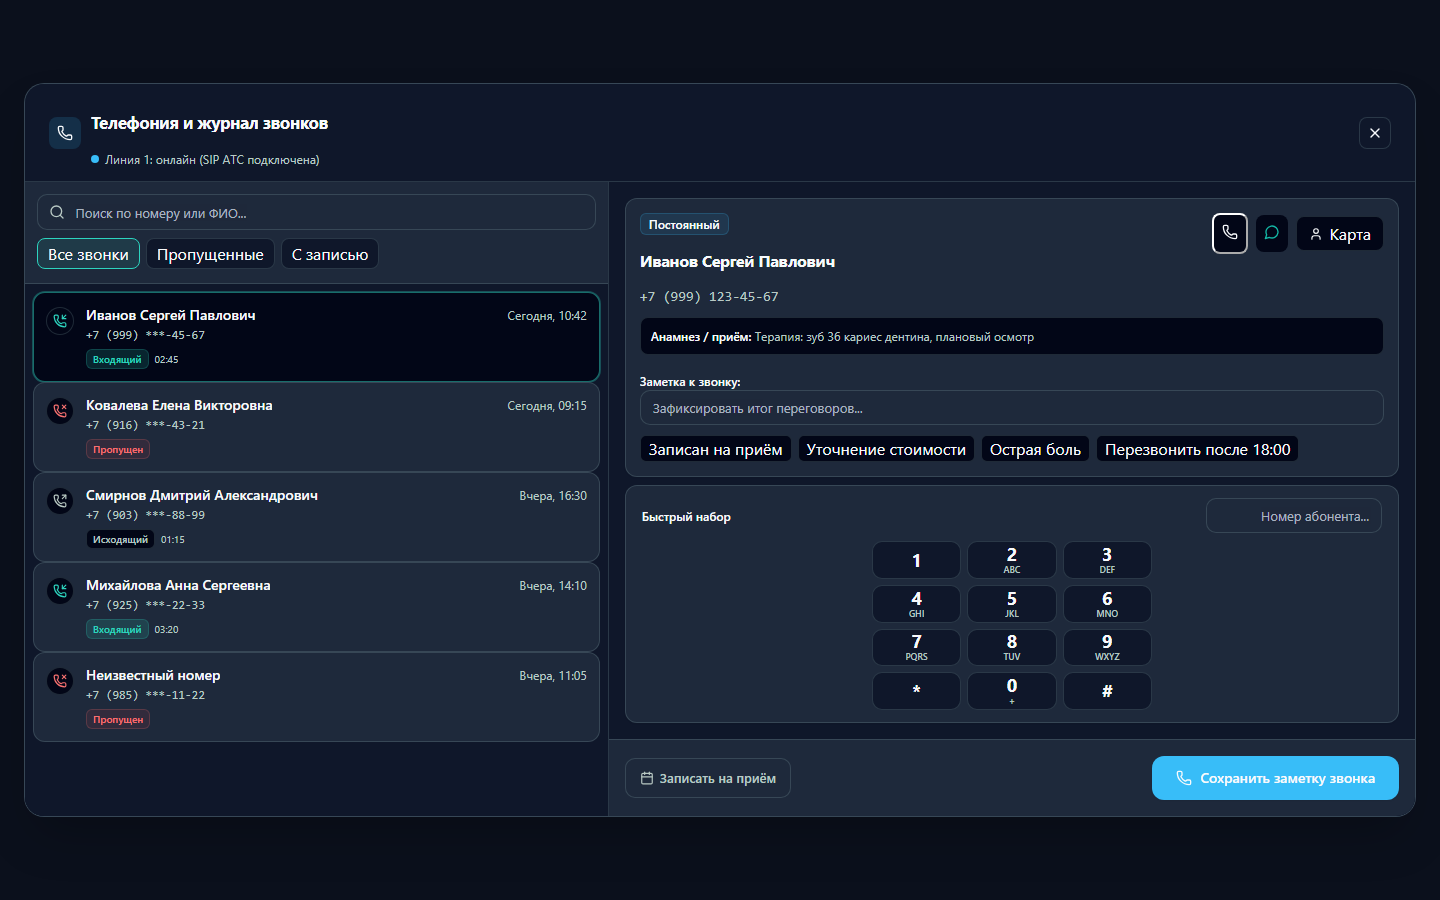 Телефония и журнал звонков
Линия 1: онлайн (SIP АТС подключена)
Поиск по номеру или ФИО...
Все звонки
Пропущенные
С записью
Иванов Сергей Павлович
Сегодня, 10:42
+7 (999) ***-45-67
Входящий 02:45
Ковалева Елена Викторовна
Сегодня, 09:15
+7 (916) ***-43-21
Пропущен
Смирнов Дмитрий Александрович
Вчера, 16:30
+7 (903) ***-88-99
Исходящий 01:15
Михайлова Анна Сергеевна
Вчера, 14:10
+7 (925) ***-22-33
Входящий 03:20
Неизвестный номер
Вчера, 11:05
+7 (985) ***-11-22
Пропущен
Постоянный
Карта
Иванов Сергей Павлович
+7 (999) 123-45-67
Анамнез / приём: Терапия: зуб 36 кариес дентина, плановый осмотр
Заметка к звонку:
Зафиксировать итог переговоров...
Записан на приём
Уточнение стоимости
Острая боль
Перезвонить после 18:00
Быстрый набор
Номер абонента...
1
2
ABC
3
DEF
4
GHI
5
JKL
6
MNO
7
PQRS
8
TUV
9
WXYZ
*
0
+
#
Записать на приём
Сохранить заметку звонка